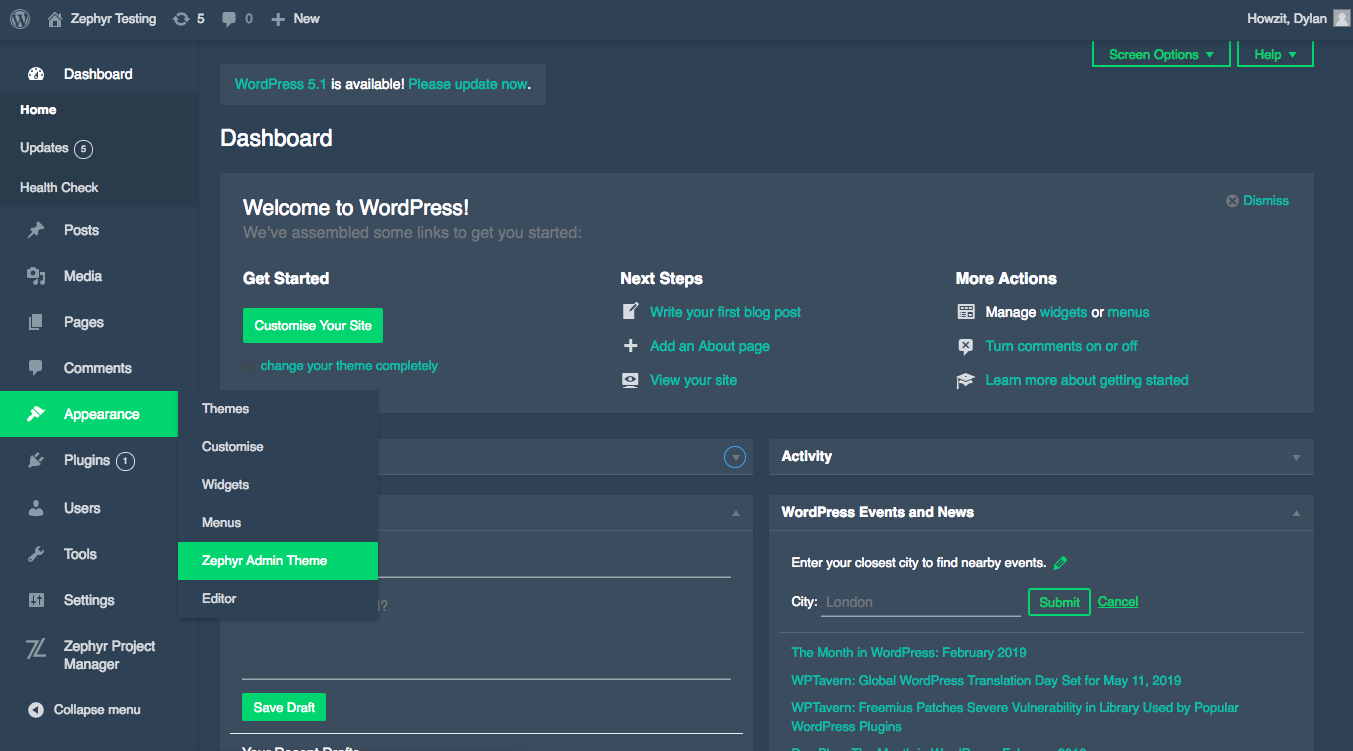 Zephyr Testing 5 0 New Howzit, Dylan
Screen Options Help
Dashboard
Home
Updates 5
Health Check
Posts
Media
Pages
Comments
Appearance
Plugins 1
Users
Tools
Settings
Zephyr Project
Manager
Collapse menu
Themes
Customise
Widgets
Menus
Zephyr Admin Theme
Editor
WordPress 5.1 is available! Please update now.
Dashboard
Welcome to WordPress!
We've assembled some links to get you started:
Dismiss
Get Started
Customise Your Site
change your theme completely
Next Steps
Write your first blog post
Add an About page
View your site
More Actions
Manage widgets or menus
Turn comments on or off
Learn more about getting started
?
Save Draft
Your Recent Drafts
Activity
WordPress Events and News
Enter your closest city to find nearby events.
City: London Submit Cancel
The Month in WordPress: February 2019
WPTavern: Global WordPress Translation Day Set for May 11, 2019
WPTavern: Freemius Patches Severe Vulnerability in Library Used by Popular
WordPress Plugins
The Month in WordPress: February 2019